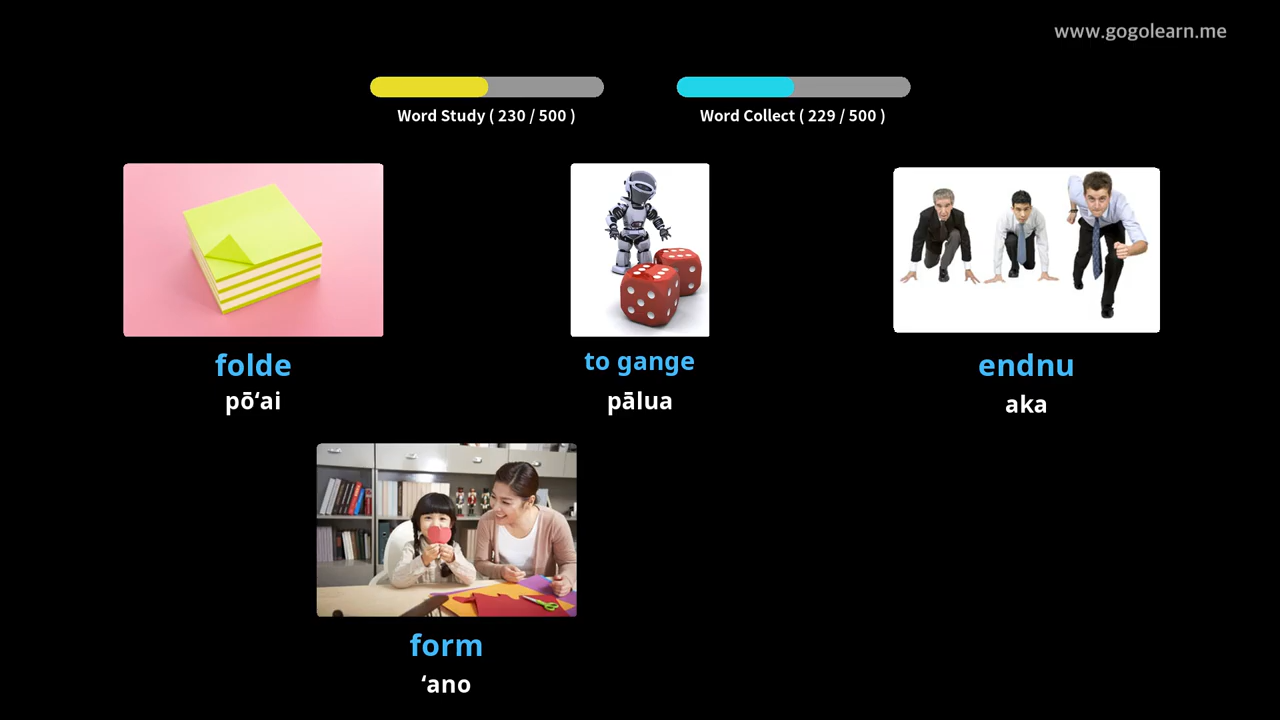 www.gogolearn.me
Word Study ( 230 / 500 )
Word Collect ( 229 / 500 )
folde
pōʻai
to gange
pālua
endnu
aka
form
ʻano